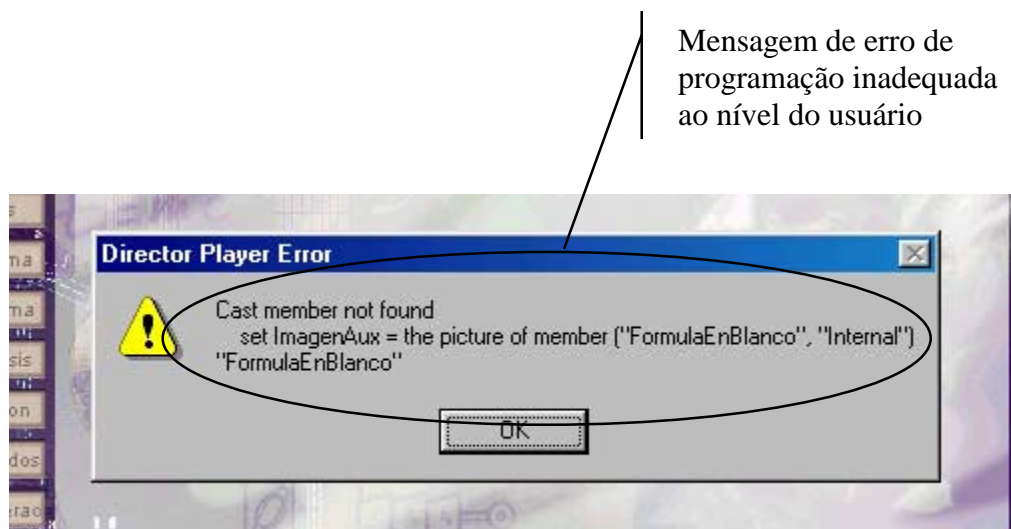 Mensagem de erro de
programação inadequada
ao nível do usuário
Director Player Error
Cast member not found
set ImagenAux = the picture of member ("FormulaEnBlanco", "Internal")
"FormulaEnBlanco"
OK